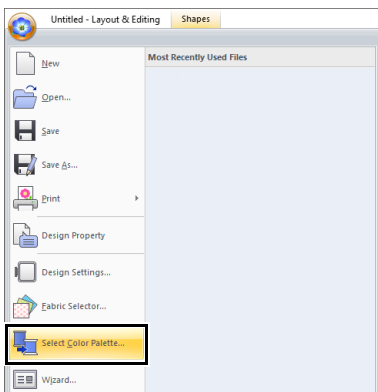 Untitled - Layout & Editing Shapes
Most Recently Used Files
New
Open...
Save
Save As...
Print
Design Property
Design Settings...
Fabric Selector...
Select Color Palette...
Wizard...